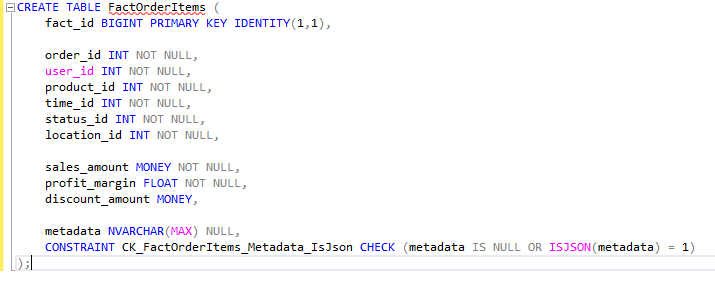 CREATE TABLE FactOrderItems (
fact_id BIGINT PRIMARY KEY IDENTITY(1,1),
order_id INT NOT NULL,
user_id INT NOT NULL,
product_id INT NOT NULL,
time_id INT NOT NULL,
status_id INT NOT NULL,
location_id INT NOT NULL,
sales_amount MONEY NOT NULL,
profit_margin FLOAT NOT NULL,
discount_amount MONEY,
metadata NVARCHAR(MAX) NULL,
CONSTRAINT CK_FactOrderItems_Metadata_IsJson CHECK (metadata IS NULL OR ISJSON(metadata) = 1)
);